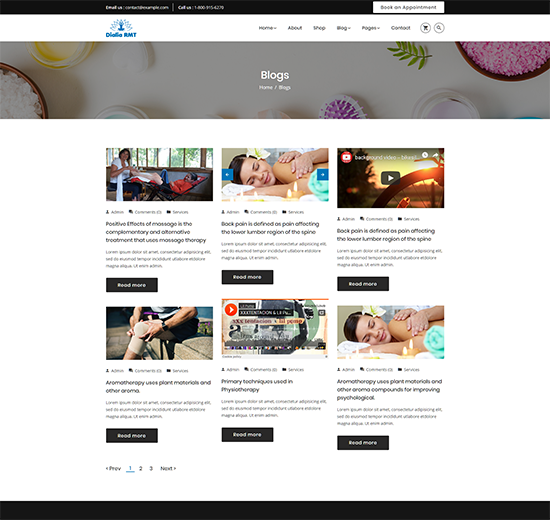 Email us : contact@example.com Call us : 1-800-915-6270 Book an Appointment
Dialia RMT
Home About Shop Blog Pages Contact
Blogs
Home / Blogs
Admin Comments (0) Services
Positive Effects of massage is the
complementary and alternative
treatment that uses massage therapy
Lorem ipsum dolor sit amet, consectetur adipiscing elit,
sed do eiusmod tempor incididunt utlabore etdolore
magna aliqua. Ut enim admin.
Read more
Admin Comments (0) Services
Back pain is defined as pain affecting
the lower lumbar region of the spine
Lorem ipsum dolor sit amet, consectetur adipiscing elit,
sed do eiusmod tempor incididunt utlabore etdolore
magna aliqua. Ut enim admin.
Read more
background video - biking
Admin Comments (0) Services
Back pain is defined as pain affecting
the lower lumbar region of the spine
Lorem ipsum dolor sit amet, consectetur adipiscing elit,
sed do eiusmod tempor incididunt utlabore etdolore
magna aliqua. Ut enim admin.
Read more
Admin Comments (0) Services
Aromatherapy uses plant materials and
other aroma.
Lorem ipsum dolor sit amet, consectetur adipiscing elit,
sed do eiusmod tempor incididunt utlabore etdolore
magna aliqua. Ut enim admin.
Read more
Lil Pump
XXXTENTACION & Lil Pu...
xxxtentacion & lil pump
Admin Comments (0) Services
Primary techniques used in
Physiotherapy
Lorem ipsum dolor sit amet, consectetur adipiscing elit,
sed do eiusmod tempor incididunt utlabore etdolore
magna aliqua. Ut enim admin.
Read more
Admin Comments (0) Services
Aromatherapy uses plant materials and
other aroma compounds for improving
psychological.
Lorem ipsum dolor sit amet, consectetur adipiscing elit,
sed do eiusmod tempor incididunt utlabore etdolore
magna aliqua. Ut enim admin.
Read more
‹ Prev 1 2 3 Next ›